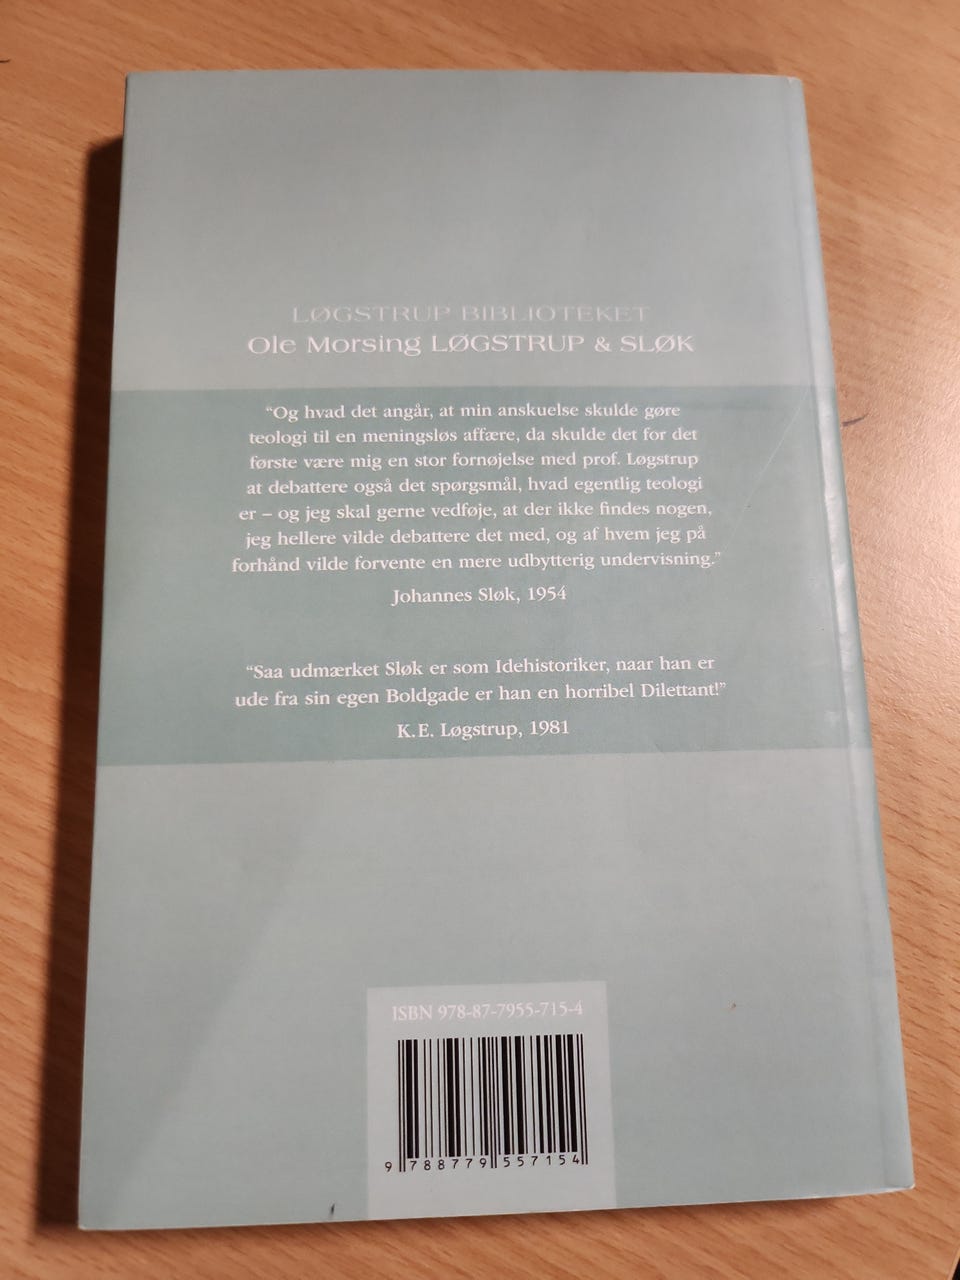 LØGSTRUP BIBLIOTEKET
Ole Morsing LØGSTRUP & SLØK
“Og hvad det angår, at min anskuelse skulde gøre
teologi til en meningsløs affære, da skulde det for det
første være mig en stor fornøjelse med prof. Løgstrup
at debattere også det spørgsmål, hvad egentlig teologi
er – og jeg skal gerne vedføje, at der ikke findes nogen,
jeg hellere vilde debattere det med, og af hvem jeg på
forhånd vilde forvente en mere udbytterig undervisning.”
Johannes Sløk, 1954
“Saa udmærket Sløk er som Idehistoriker, naar han er
ude fra sin egen Boldgade er han en horribel Dilettant!”
K.E. Løgstrup, 1981
ISBN 978-87-7955-715-4
9 788779 557154